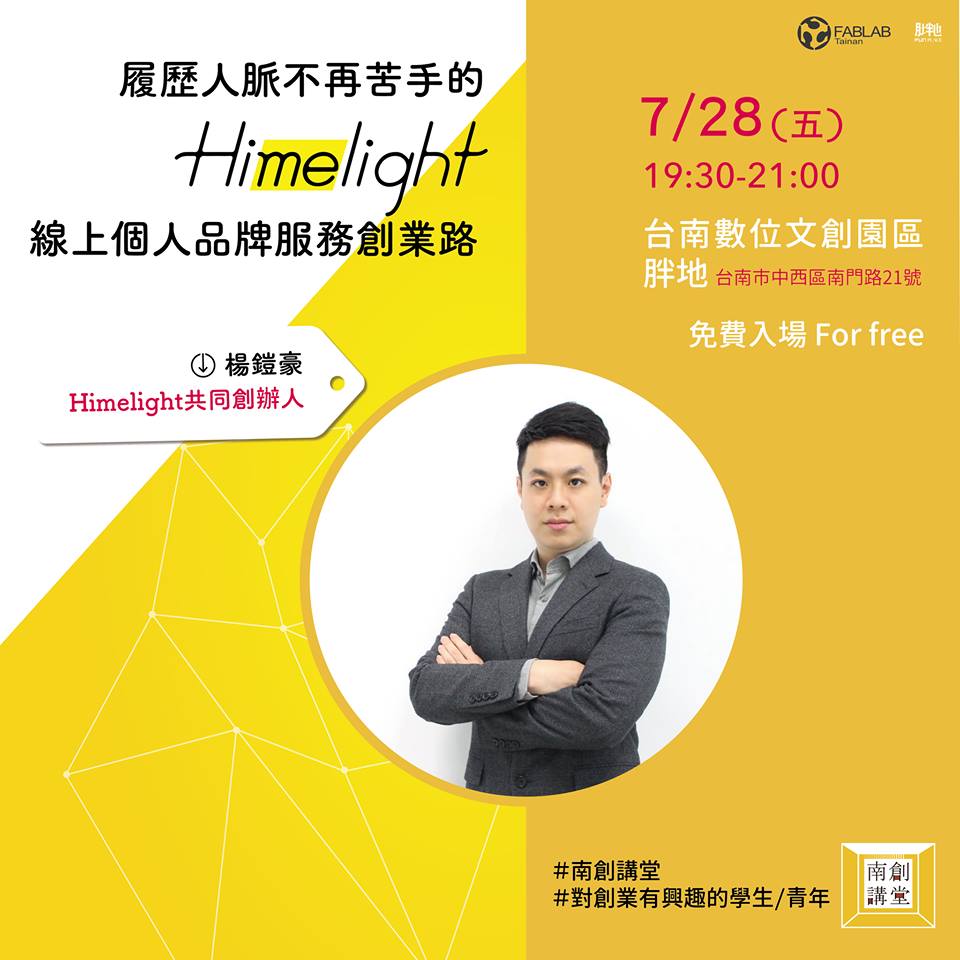 FABLAB
Tainan
胖地
履歷人脈不再苦手的
Himelight
線上個人品牌服務創業路
楊鎧豪
Himelight共同創辦人
7/28(五)
19:30-21:00
台南數位文創園區
胖地 台南市中西區南門路21號
免費入場 For free
#南創講堂
#對創業有興趣的學生/青年
南創
講堂